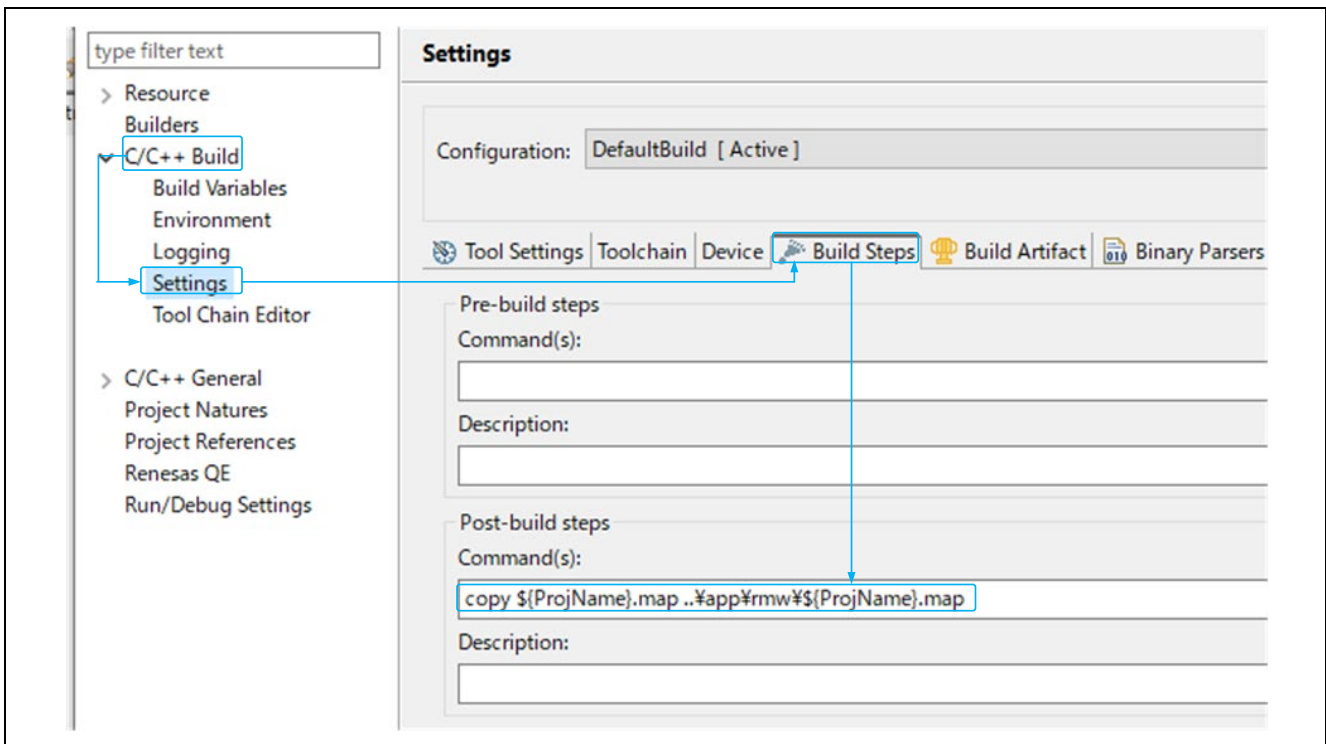 type filter text
Resource
Builders
C/C++ Build
Build Variables
Environment
Logging
Settings
Tool Chain Editor
C/C++ General
Project Natures
Project References
Renesas QE
Run/Debug Settings
Settings
Configuration: DefaultBuild [ Active ]
Tool Settings Toolchain Device Build Steps Build Artifact Binary Parsers
Pre-build steps
Command(s):
Description:
Post-build steps
Command(s):
copy ${ProjName}.map ..¥app¥rmw¥${ProjName}.map
Description: